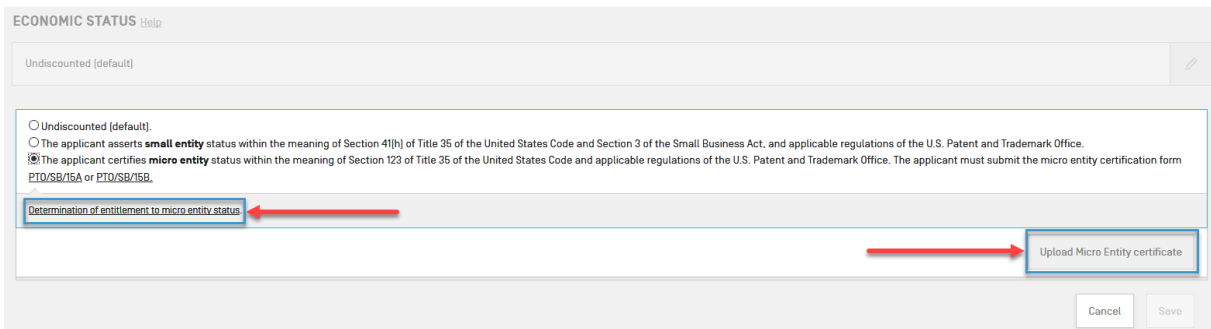 ECONOMIC STATUS Help
Undiscounted (default)
Undiscounted (default).
The applicant asserts small entity status within the meaning of Section 41(h) of Title 35 of the United States Code and Section 3 of the Small Business Act, and applicable regulations of the U.S. Patent and Trademark Office.
The applicant certifies micro entity status within the meaning of Section 123 of Title 35 of the United States Code and applicable regulations of the U.S. Patent and Trademark Office. The applicant must submit the micro entity certification form
PTO/SB/15A or PTO/SB/15B.
Determination of entitlement to micro entity status.
Upload Micro Entity certificate
Cancel Save